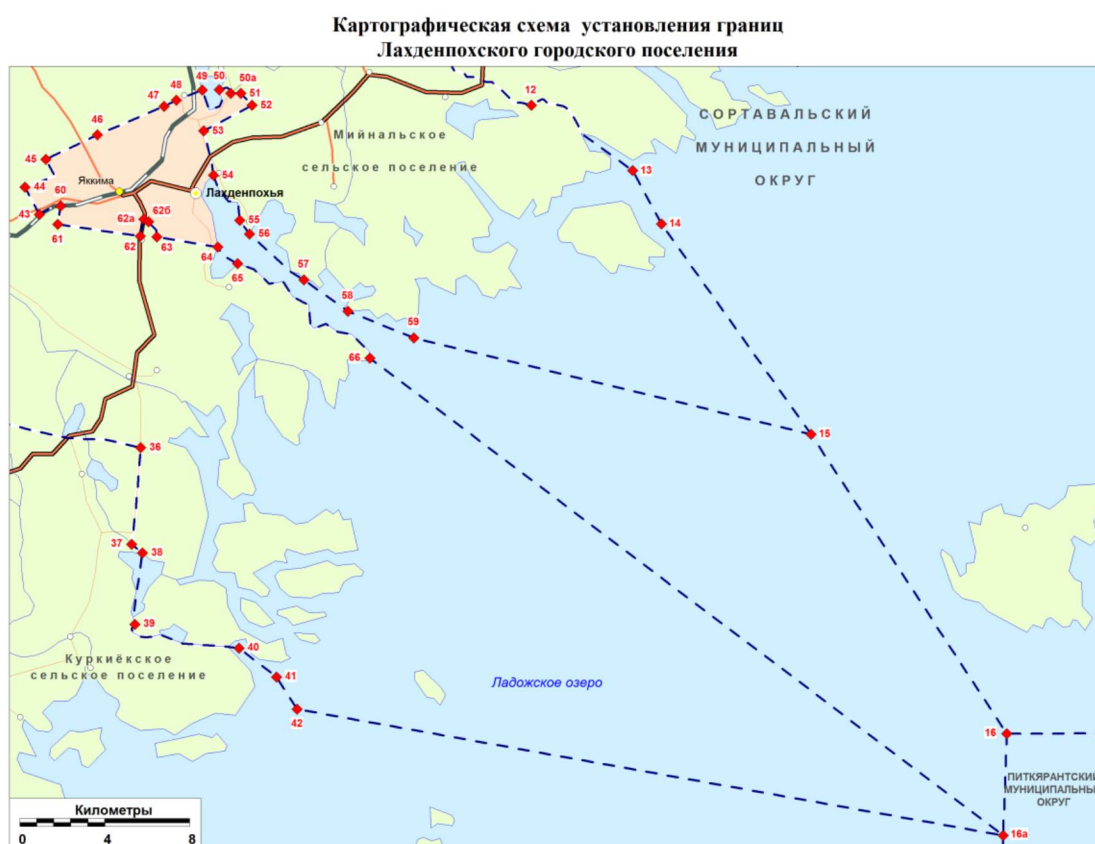 Картографическая схема установления границ
Лахденпохского городского поселения
12
СОРТАВАЛЬСКИЙ
МУНИЦИПАЛЬНЫЙ
ОКРУГ
13
14
Мийнальское
сельское поселение
49 50 50а
48
47
51
52
46
53
45
54
Яккима
44
60
Лахденпохья
43
61
62а 62б
55
56
62
63
64
65
57
58
59
66
15
36
37
38
39
40
Куркиёкское
сельское поселение
41
42
Ладожское озеро
16
ПИТКЯРАНТСКИЙ
МУНИЦИПАЛЬНЫ
ОКРУГ
16а
Километры
0 4 8